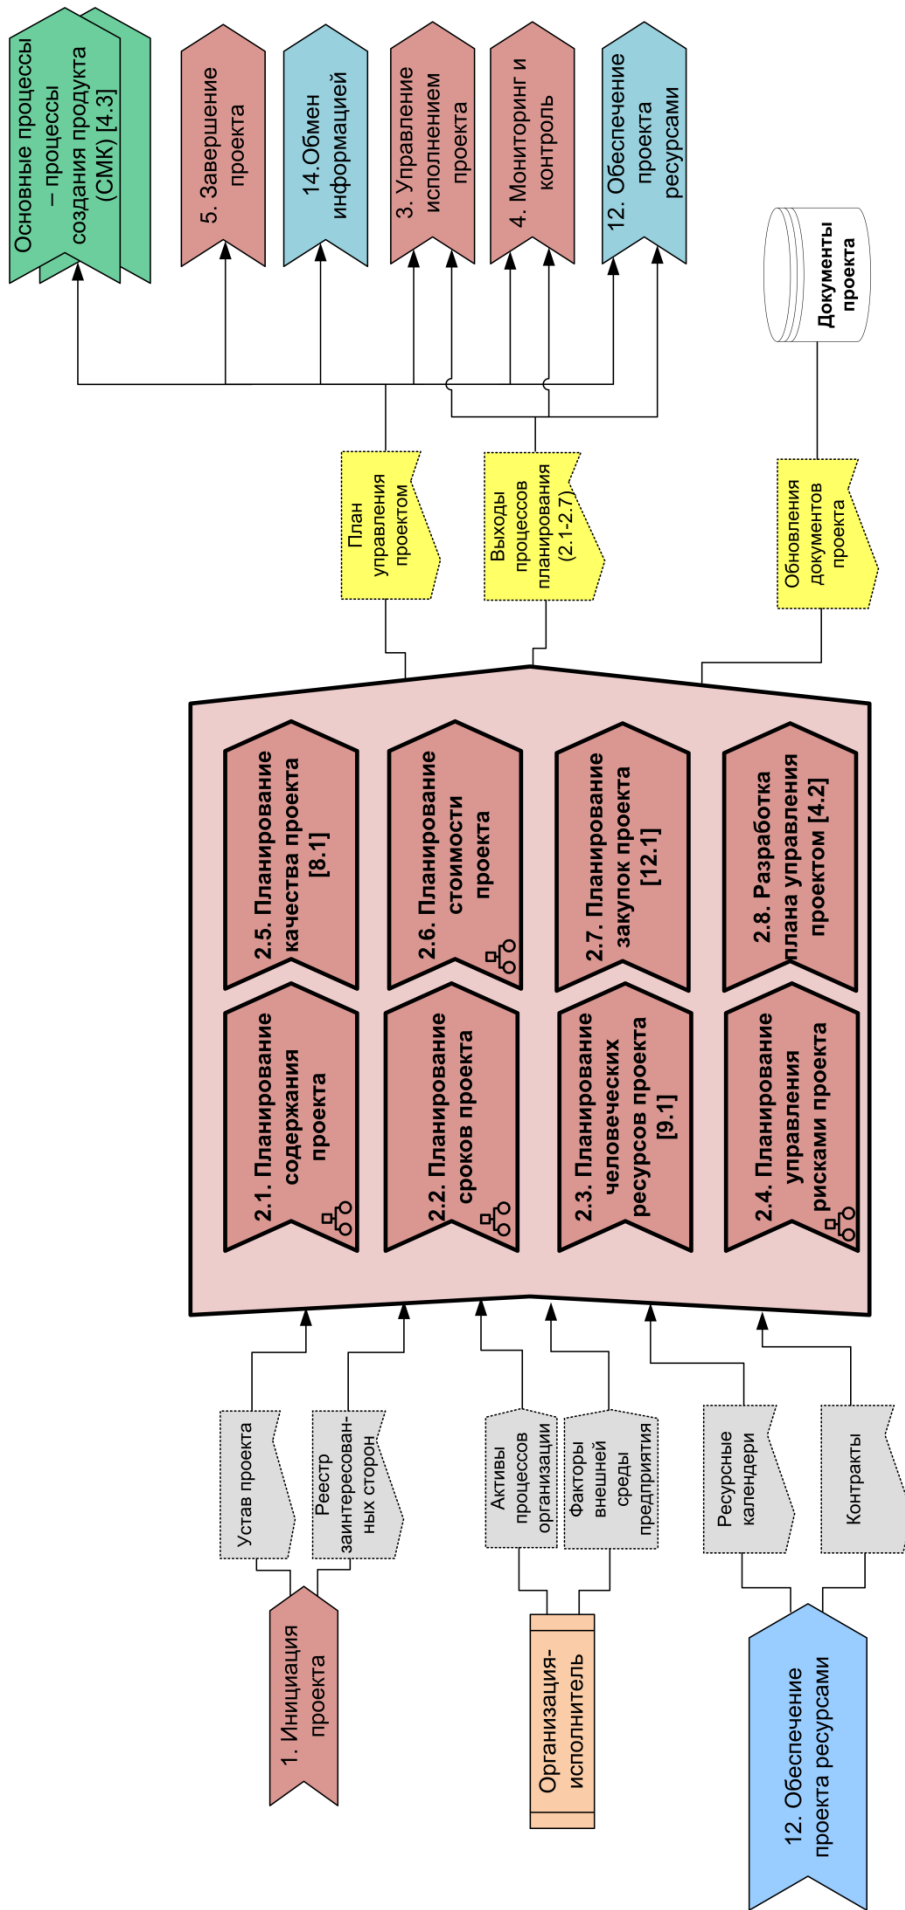 1. Инициация
проекта
Организация-
исполнитель
12. Обеспечение
проекта ресурсами
Устав проекта
Реестр
заинтересован-
ных сторон
Активы
процессов
организации
Факторы
внешней
среды
предприятия
Ресурсные
календери
Контракты
2.1. Планирование
содержания
проекта
2.2. Планирование
сроков проекта
2.3. Планирование
человеческих
ресурсов проекта
[9.1]
2.4. Планирование
управления
рисками проекта
2.5. Планирование
качества проекта
[8.1]
2.6. Планирование
стоимости
проекта
2.7. Планирование
закупок проекта
[12.1]
2.8. Разработка
плана управления
проектом [4.2]
План
управления
проектом
Выходы
процессов
планирования
(2.1-2.7)
Обновления
документов
проекта
Основные процессы
– процессы
создания продукта
(СМК) [4.3]
5. Завершение
проекта
14.Обмен
информацией
3. Управление
исполнением
проекта
4. Мониторинг и
контроль
12. Обеспечение
проекта
ресурсами
Документы
проекта